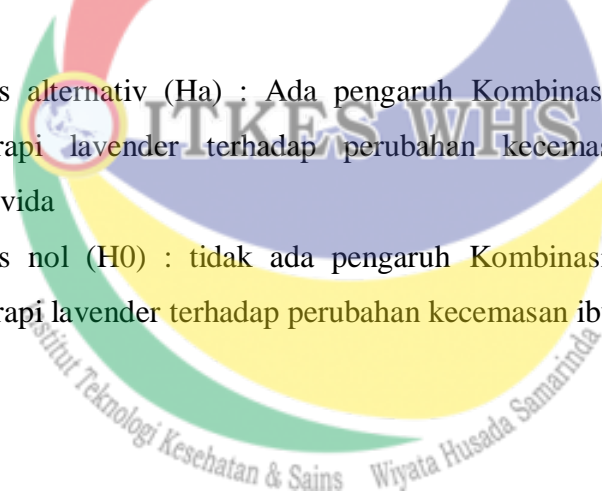 s alternativ (Ha) : Ada pengaruh Kombinas
rapi lavender terhadap perubahan kecemas
vida
s nol (H0) : tidak ada pengaruh Kombinasi
rapi lavender terhadap perubahan kecemasan ib
ITKES WHS
Institut Teknologi Kesehatan & Sains Wiyata Husada Samarinda